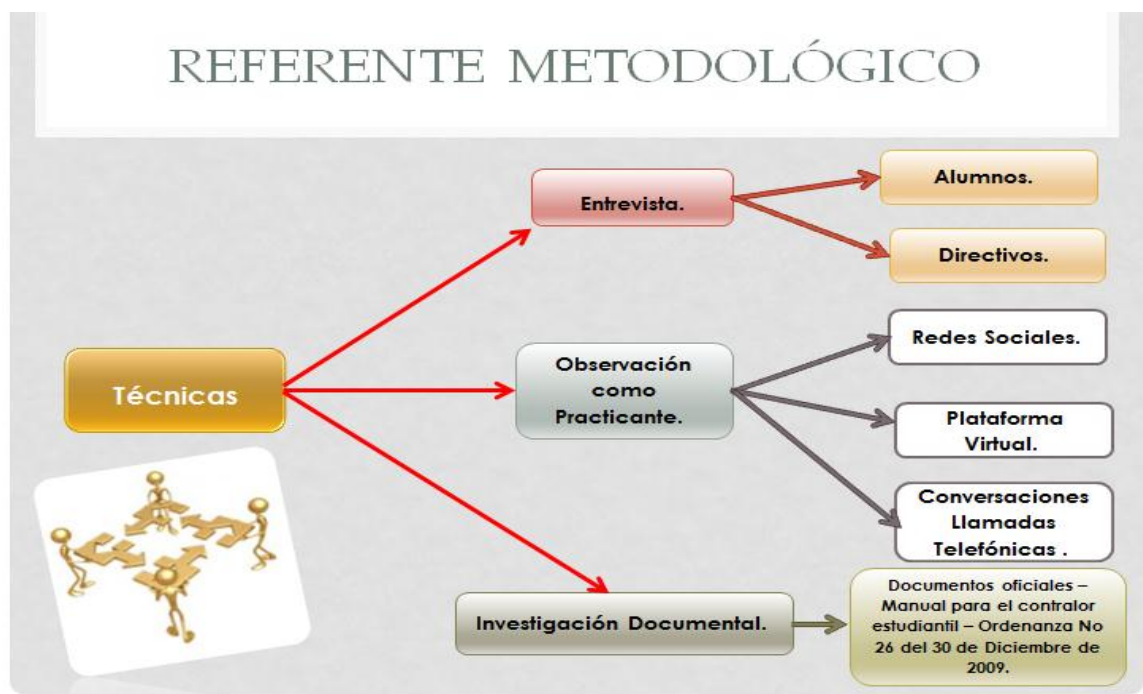 REFERENTE METODOLÓGICO
Técnicas
Entrevista.
Alumnos.
Directivos.
Observación
como
Practicante.
Redes Sociales.
Plataforma
Virtual.
Conversaciones
Llamadas
Telefónicas .
Investigación Documental.
Documentos oficiales –
Manual para el contralor
estudiantil – Ordenanza No
26 del 30 de Diciembre de
2009.